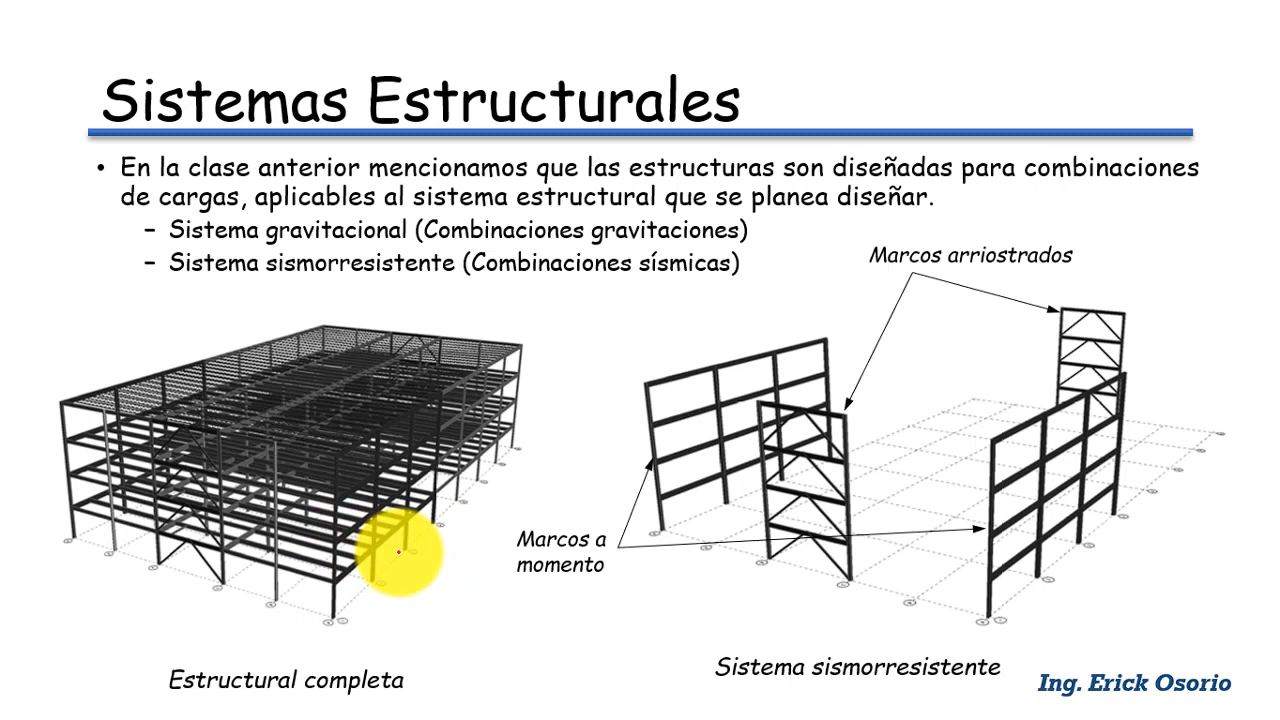 Sistemas Estructurales
• En la clase anterior mencionamos que las estructuras son diseñadas para combinaciones
de cargas, aplicables al sistema estructural que se planea diseñar.
– Sistema gravitacional (Combinaciones gravitaciones)
– Sistema sismorresistente (Combinaciones sísmicas)
Marcos arriostrados
Marcos a
momento
Estructural completa
Sistema sismorresistente
Ing. Erick Osorio